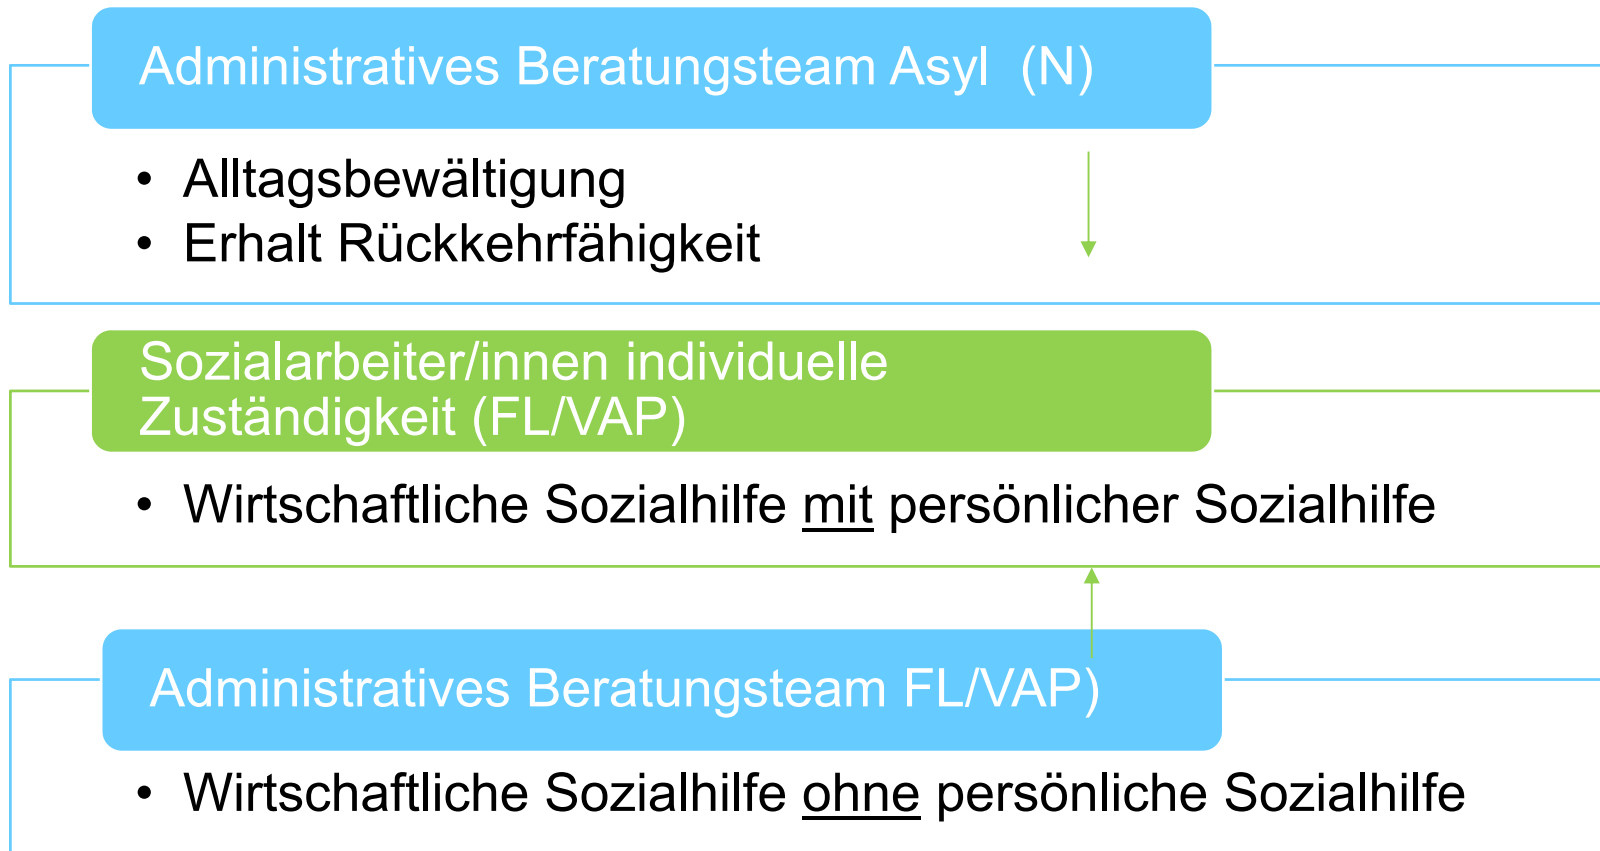 Administratives Beratungsteam Asyl  (N)
• Alltagsbewältigung
• Erhalt Rückkehrfähigkeit
Sozialarbeiter/innen individuelle
Zuständigkeit (FL/VAP)
• Wirtschaftliche Sozialhilfe mit persönlicher Sozialhilfe
Administratives Beratungsteam FL/VAP)
• Wirtschaftliche Sozialhilfe ohne persönliche Sozialhilfe